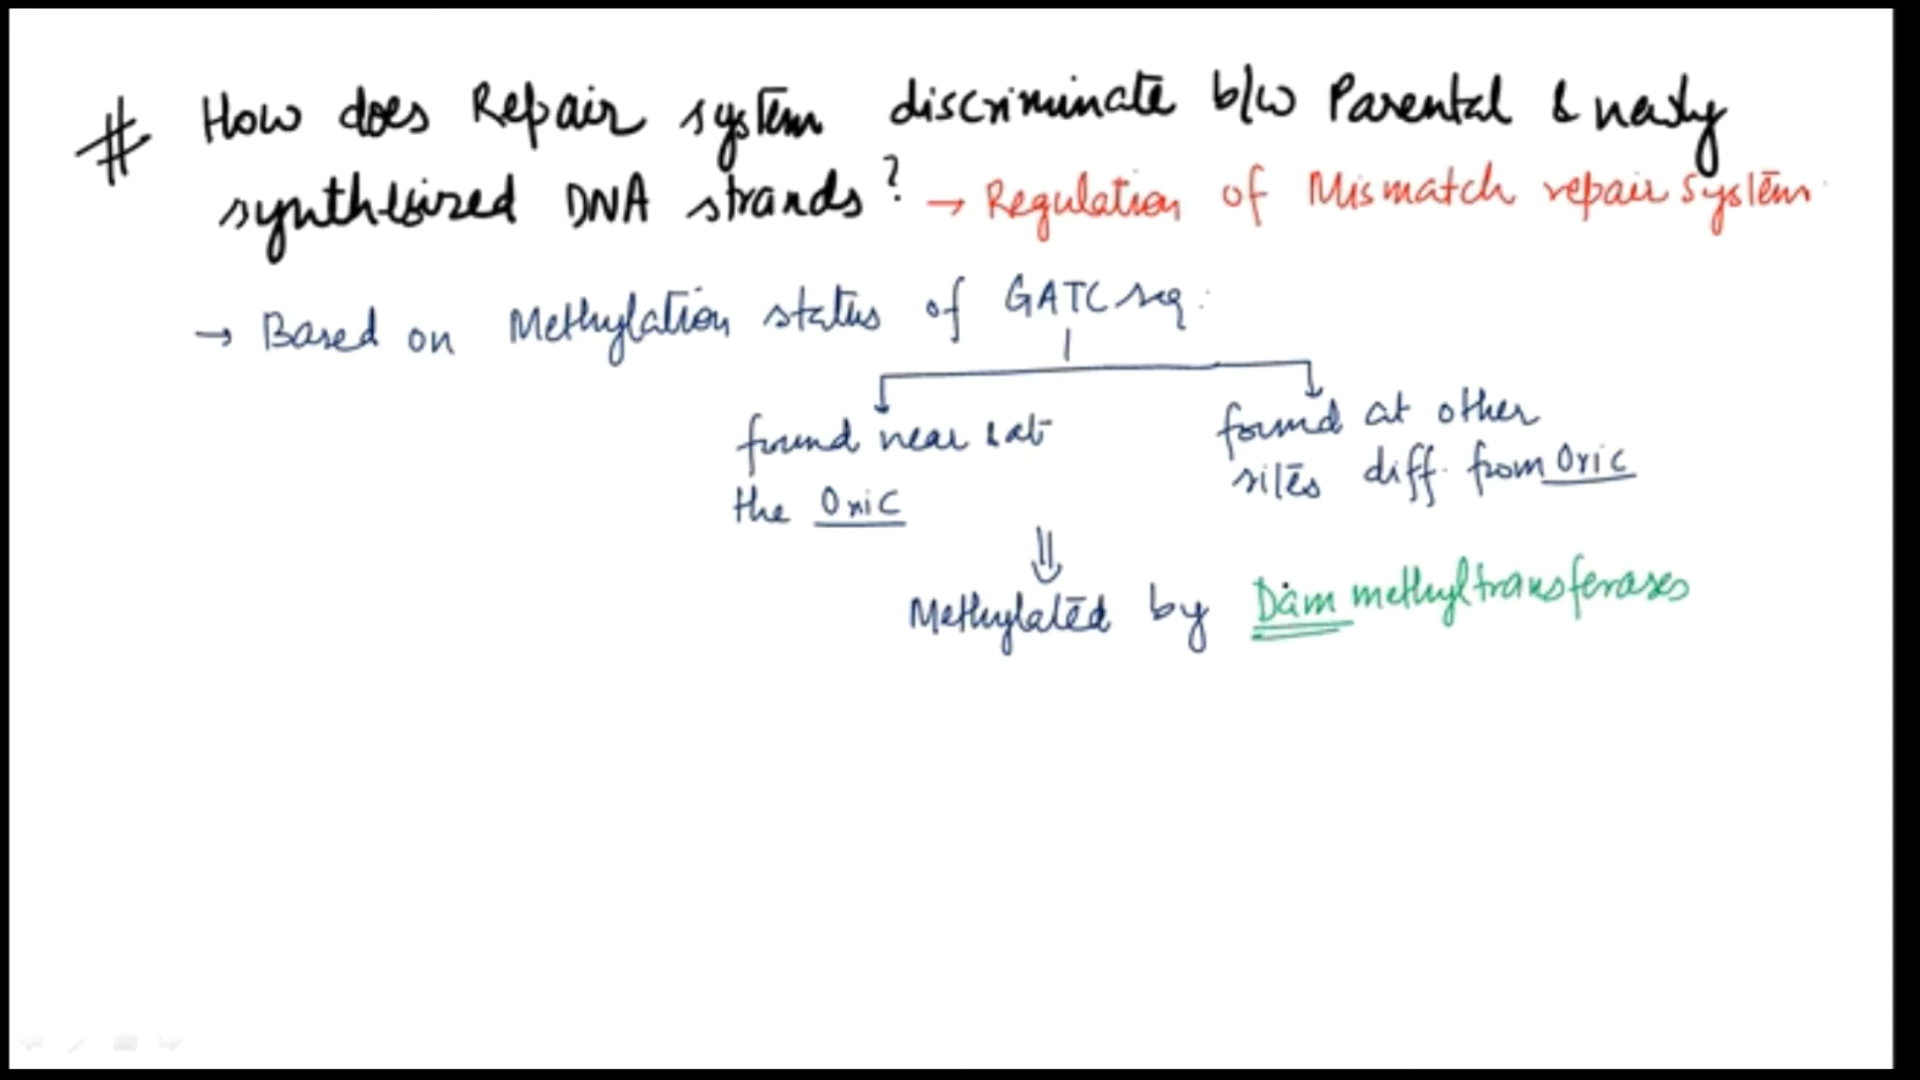 # How does Repair system discriminate b/w Parental & newly
synthesized DNA strands? → Regulation of Mismatch repair system
→ Based on Methylation status of GATC seq.
found near & at
the OriC
found at other
sites diff. from OriC
⇓
Methylated by Dam methyltransferases